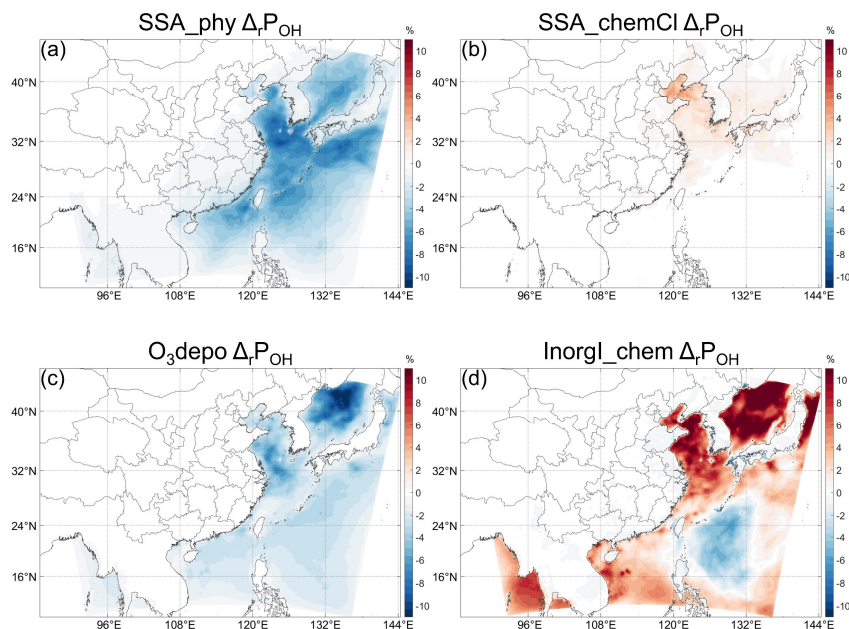 SSA_phy ΔrPOH
SSA_chemCl ΔrPOH
(a)
%
10
8
6
4
2
0
-2
-4
-6
-8
-10
40°N
32°N
24°N
16°N
96°E
108°E
120°E
132°E
144°E
(b)
%
10
8
6
4
2
0
-2
-4
-6
-8
-10
40°N
32°N
24°N
16°N
96°E
108°E
120°E
132°E
144°E
O3depo ΔrPOH
InorgI_chem ΔrPOH
(c)
%
10
8
6
4
2
0
-2
-4
-6
-8
-10
40°N
32°N
24°N
16°N
96°E
108°E
120°E
132°E
144°E
(d)
%
10
8
6
4
2
0
-2
-4
-6
-8
-10
40°N
32°N
24°N
16°N
96°E
108°E
120°E
132°E
144°E